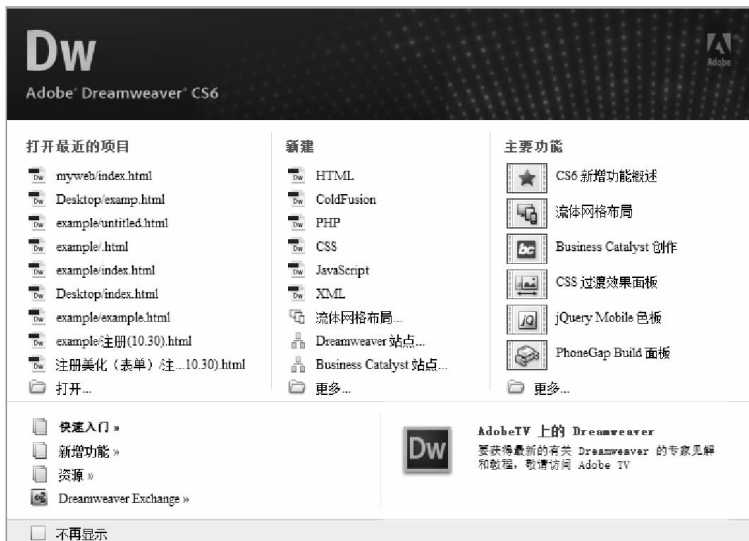 Dw
Adobe® Dreamweaver® CS6
Adobe
打开最近的项目
myweb/index.html
Desktop/examp.html
example/untitled.html
example/.html
example/index.html
Desktop/index.html
example/example.html
example/注册(10.30).html
注册美化（表单）/注...10.30).html
打开...
新建
HTML
ColdFusion
PHP
CSS
JavaScript
XML
流体网格布局...
Dreamweaver 站点...
Business Catalyst 站点...
更多...
主要功能
CS6 新增功能概述
流体网格布局
Business Catalyst 创作
CSS 过渡效果面板
jQuery Mobile 色板
PhoneGap Build 面板
更多...
快速入门 »
新增功能 »
资源 »
Dreamweaver Exchange »
Dw
AdobeTV 上的 Dreamweaver
要获得最新的有关 Dreamweaver 的专家见解
和教程，敬请访问 Adobe TV
不再显示